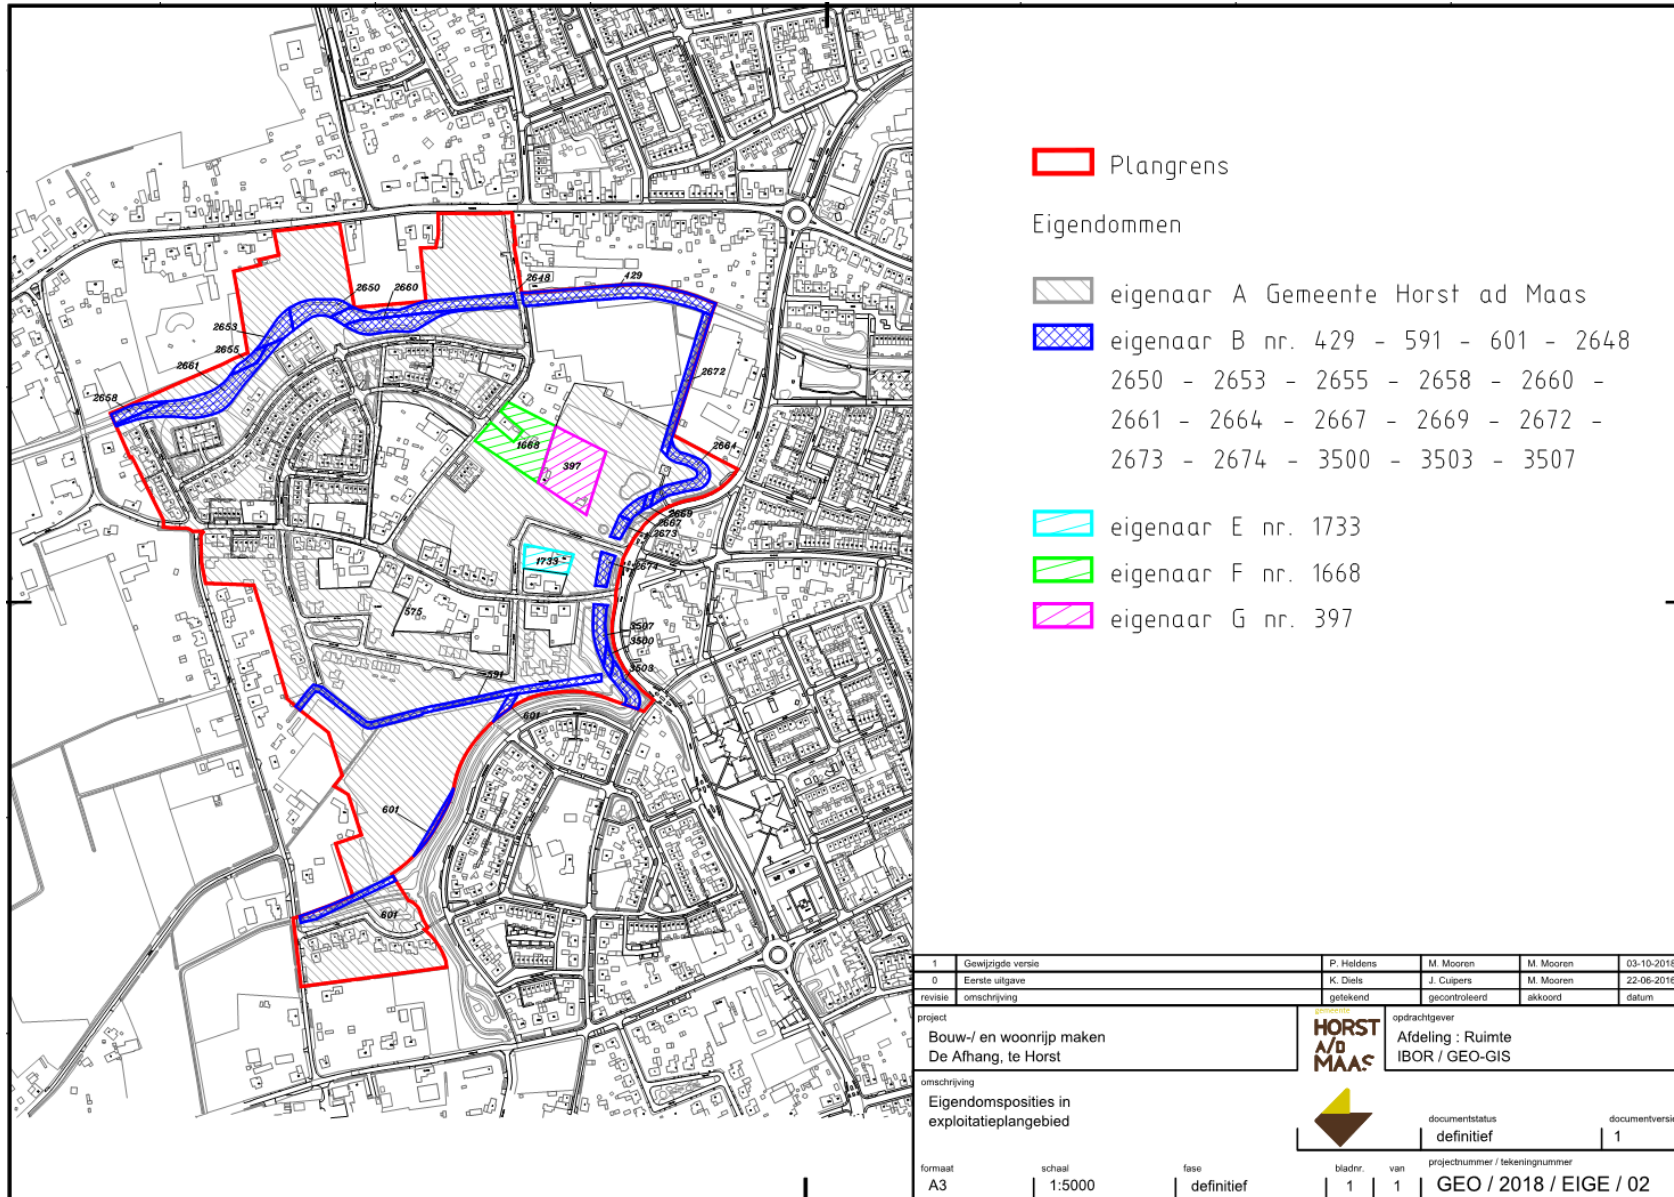 2648
429
2650
2660
2653
2655
2661
2658
2672
2664
1668
397
2669
2667
2673
2674
1733
575
3507
3500
3503
591
601
601
601
Plangrens
Eigendommen
eigenaar A Gemeente Horst ad Maas
eigenaar B nr. 429 - 591 - 601 - 2648
2650 - 2653 - 2655 - 2658 - 2660 -
2661 - 2664 - 2667 - 2669 - 2672 -
2673 - 2674 - 3500 - 3503 - 3507
eigenaar E nr. 1733
eigenaar F nr. 1668
eigenaar G nr. 397
1 Gewijzigde versie P. Heldens M. Mooren M. Mooren 03-10-2018
0 Eerste uitgave K. Diels J. Cuipers M. Mooren 22-06-2016
revisie omschrijving getekend gecontroleerd akkoord datum
project
Bouw-/ en woonrijp maken
De Afhang, te Horst
gemeente
HORST
A/D
MAAS
opdrachtgever
Afdeling : Ruimte
IBOR / GEO-GIS
omschrijving
Eigendomsposities in
exploitatieplangebied
documentstatus
definitief
documentversie
1
formaat
A3
schaal
1:5000
fase
definitief
bladnr.
1
van
1
projectnummer / tekeningnummer
GEO / 2018 / EIGE / 02